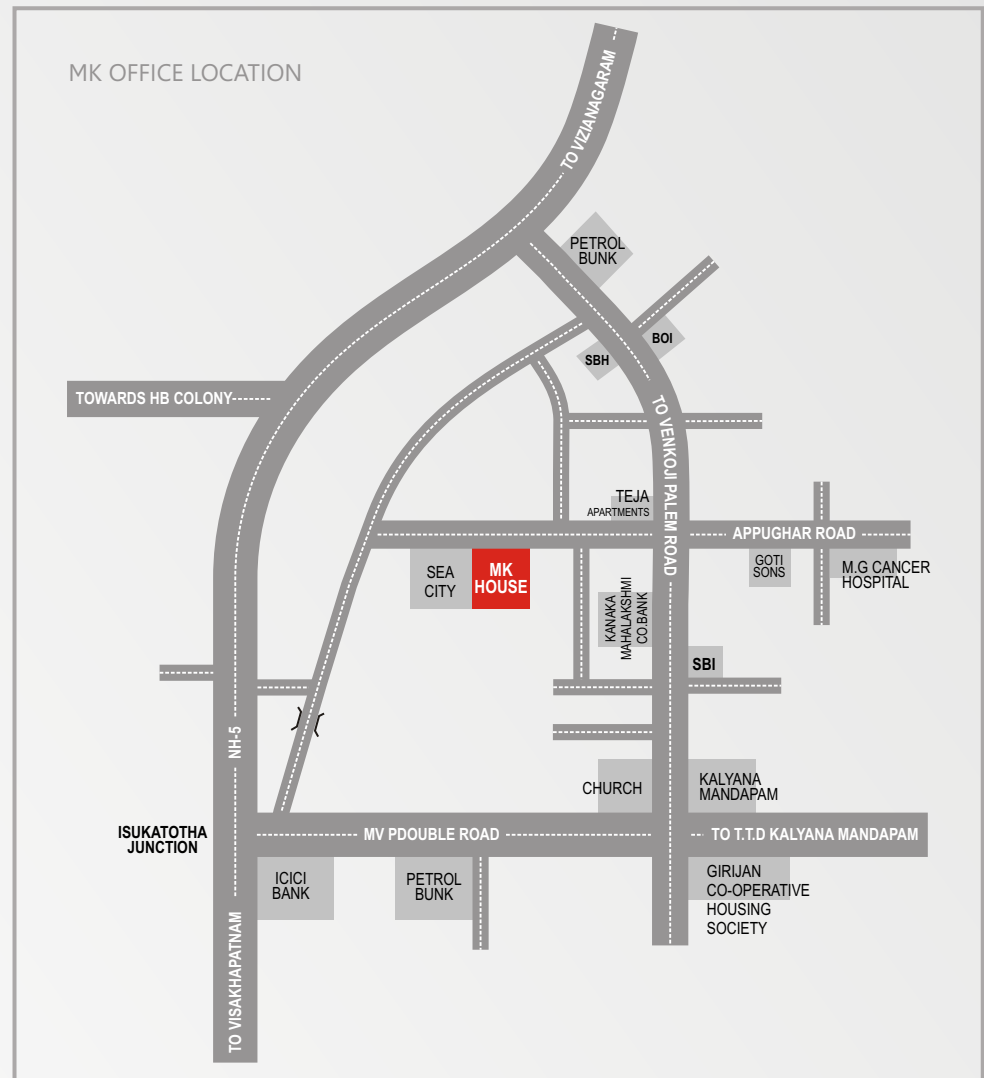 MK OFFICE LOCATION
TO VIZIANAGARAM
PETROL
BUNK
BOI
SBH
TOWARDS HB COLONY
TO VENKOJI PALEM ROAD
TEJA
APARTMENTS
APPUGHAR ROAD
SEA
CITY
MK
HOUSE
GOTI
SONS
M.G CANCER
HOSPITAL
KANAKA
MAHALAKSHMI
CO.BANK
SBI
NH-5
CHURCH
KALYANA
MANDAPAM
ISUKATOTHA
JUNCTION
MV PDOUBLE ROAD
TO T.T.D KALYANA MANDAPAM
ICICI
BANK
PETROL
BUNK
GIRIJAN
CO-OPERATIVE
HOUSING
SOCIETY
TO VISAKHAPATNAM